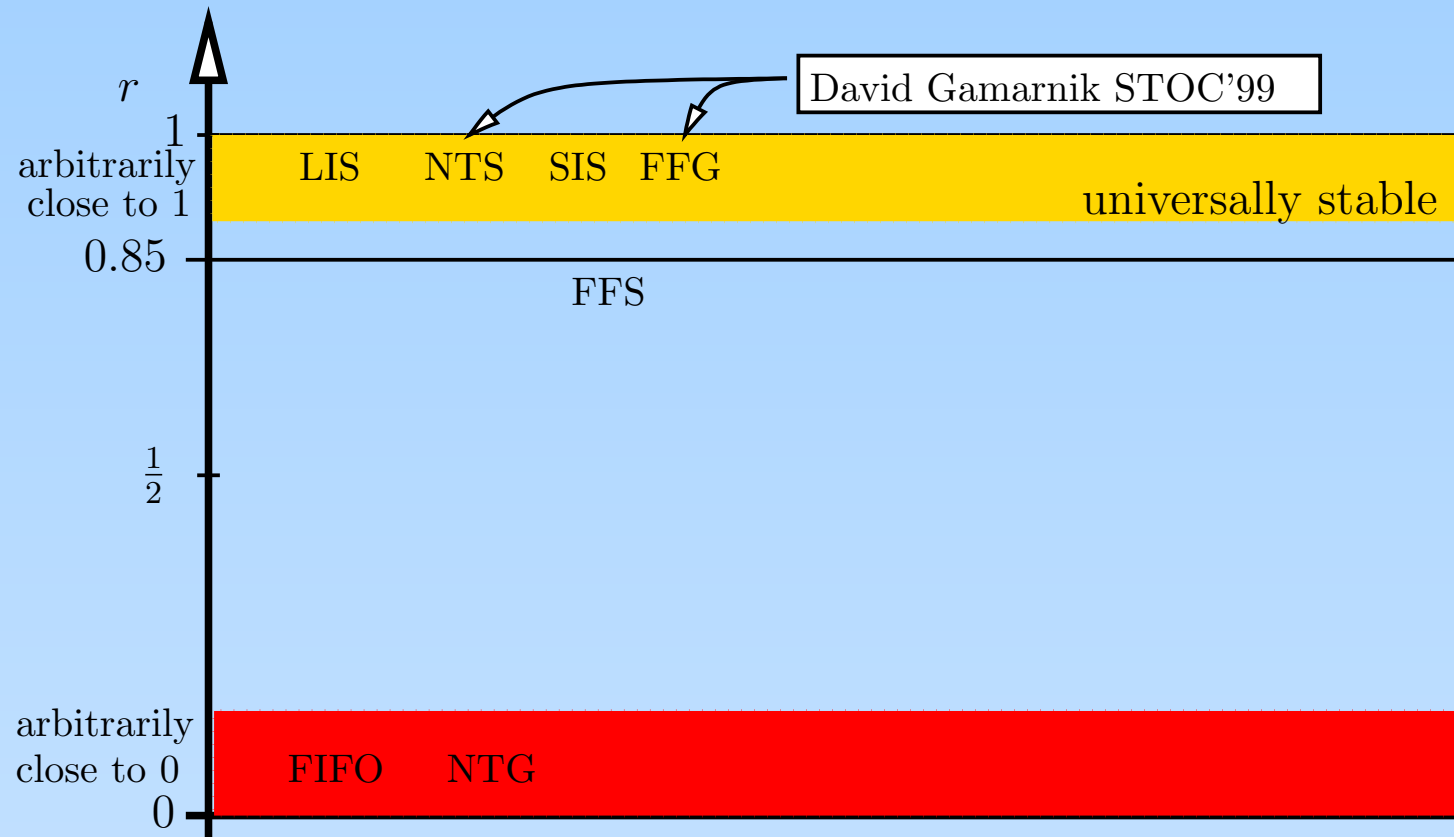 r
David Gamarnik STOC'99
1
arbitrarily
close to 1
LIS NTS SIS FFG
universally stable
0.85
FFS
1/2
arbitrarily
close to 0
FIFO NTG
0